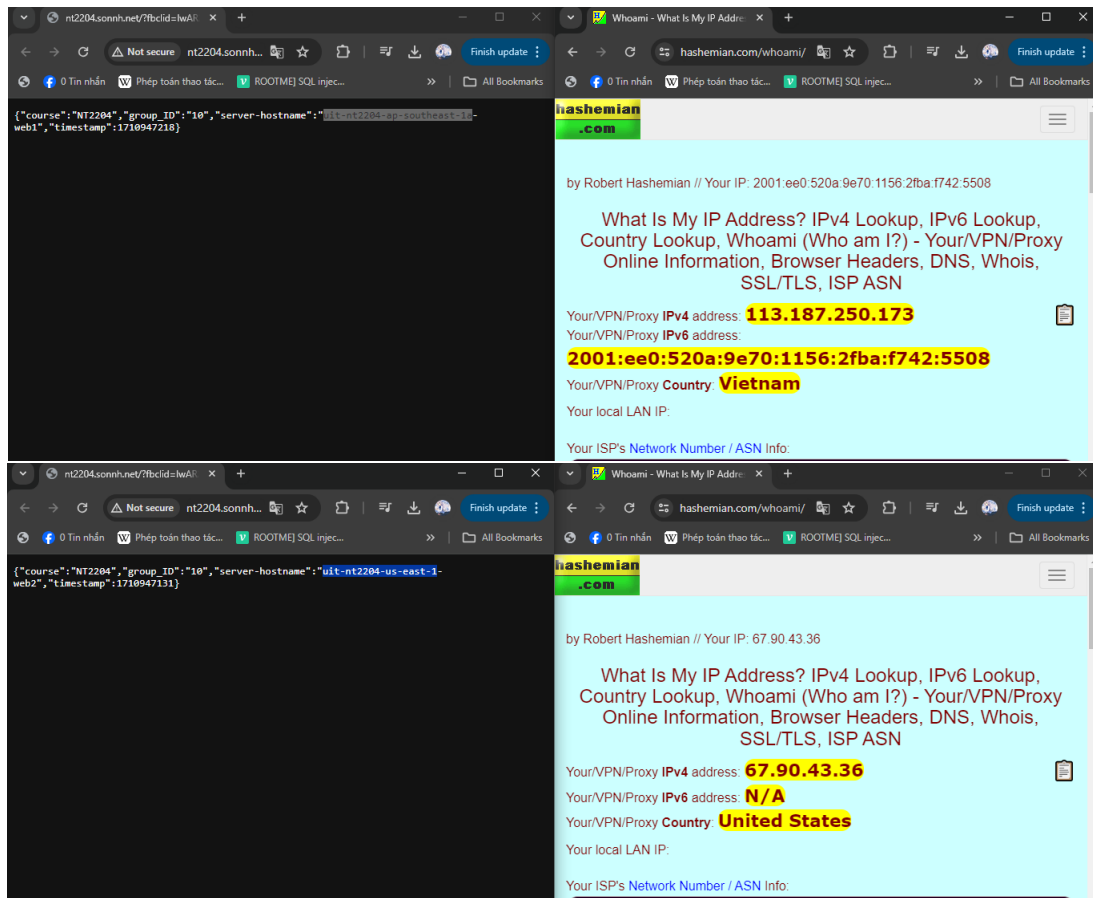 nt2204.sonnh.net/?fbclid=IwAR
Not secure nt2204.sonnh... Finish update
0 Tin nhắn Phép toán thao tác... ROOTME] SQL injec... » All Bookmarks
{"course":"NT2204","group_ID":"10","server-hostname":"uit-nt2204-ap-southeast-1a-
web1","timestamp":1710947218}
Whoami - What Is My IP Addre
hashemian.com/whoami/ Finish update
0 Tin nhắn Phép toán thao tác... ROOTME] SQL injec... » All Bookmarks
hashemian
.com
by Robert Hashemian // Your IP: 2001:ee0:520a:9e70:1156:2fba:f742:5508
What Is My IP Address? IPv4 Lookup, IPv6 Lookup,
Country Lookup, Whoami (Who am I?) - Your/VPN/Proxy
Online Information, Browser Headers, DNS, Whois,
SSL/TLS, ISP ASN
Your/VPN/Proxy IPv4 address: 113.187.250.173
Your/VPN/Proxy IPv6 address:
2001:ee0:520a:9e70:1156:2fba:f742:5508
Your/VPN/Proxy Country: Vietnam
Your local LAN IP:
Your ISP's Network Number / ASN Info:
nt2204.sonnh.net/?fbclid=IwAR
Not secure nt2204.sonnh... Finish update
0 Tin nhắn Phép toán thao tác... ROOTME] SQL injec... » All Bookmarks
{"course":"NT2204","group_ID":"10","server-hostname":"uit-nt2204-us-east-1-
web2","timestamp":1710947131}
Whoami - What Is My IP Addre
hashemian.com/whoami/ Finish update
0 Tin nhắn Phép toán thao tác... ROOTME] SQL injec... » All Bookmarks
hashemian
.com
by Robert Hashemian // Your IP: 67.90.43.36
What Is My IP Address? IPv4 Lookup, IPv6 Lookup,
Country Lookup, Whoami (Who am I?) - Your/VPN/Proxy
Online Information, Browser Headers, DNS, Whois,
SSL/TLS, ISP ASN
Your/VPN/Proxy IPv4 address: 67.90.43.36
Your/VPN/Proxy IPv6 address: N/A
Your/VPN/Proxy Country: United States
Your local LAN IP:
Your ISP's Network Number / ASN Info: